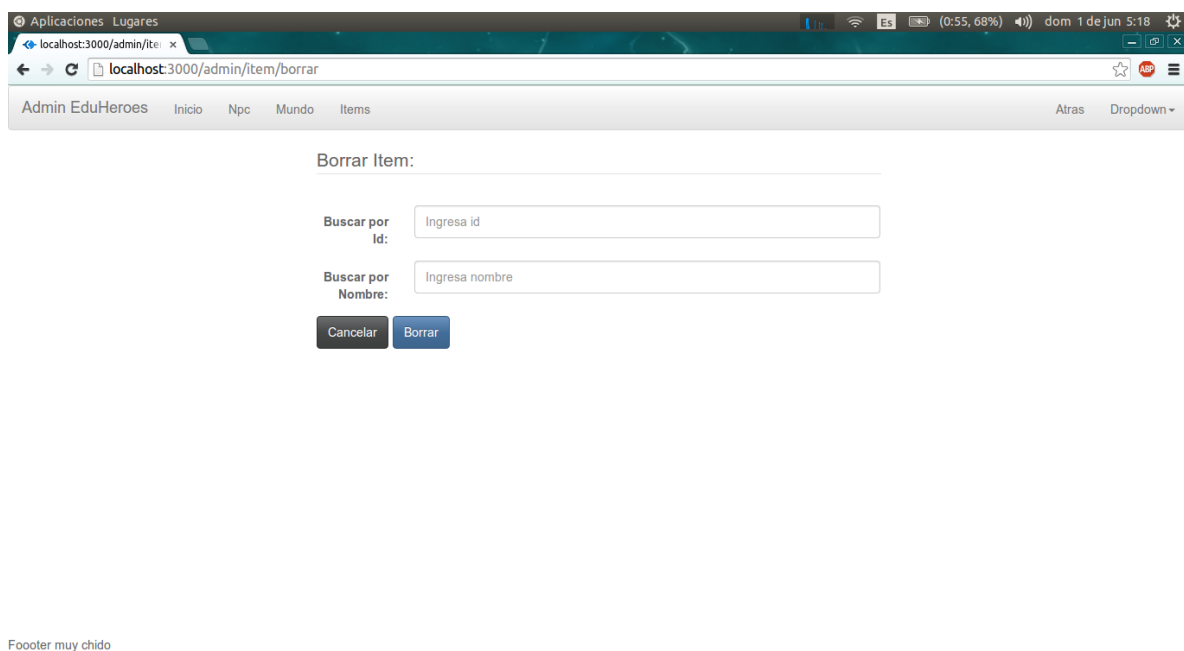 Aplicaciones Lugares
Es (0:55, 68%) dom 1 de jun 5:18
localhost:3000/admin/ite
localhost:3000/admin/item/borrar
ABP
Admin EduHeroes Inicio Npc Mundo Items Atras Dropdown
Borrar Item:
Buscar por
Id:
Ingresa id
Buscar por
Nombre:
Ingresa nombre
Cancelar Borrar
Foooter muy chido